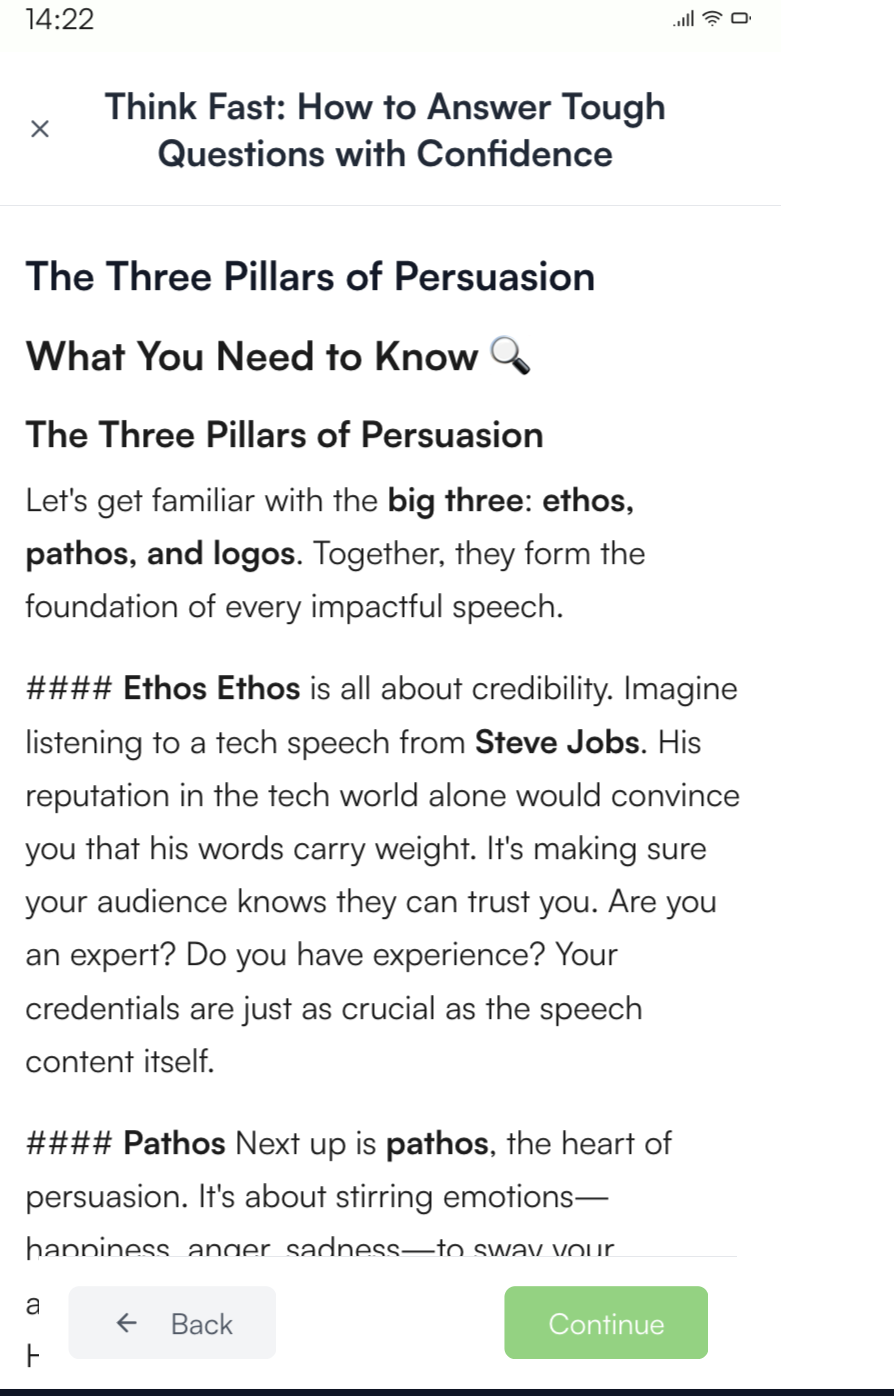 14:22
Think Fast: How to Answer Tough
Questions with Confidence
The Three Pillars of Persuasion
What You Need to Know 🔍
The Three Pillars of Persuasion
Let's get familiar with the big three: ethos,
pathos, and logos. Together, they form the
foundation of every impactful speech.
#### Ethos Ethos is all about credibility. Imagine
listening to a tech speech from Steve Jobs. His
reputation in the tech world alone would convince
you that his words carry weight. It's making sure
your audience knows they can trust you. Are you
an expert? Do you have experience? Your
credentials are just as crucial as the speech
content itself.
#### Pathos Next up is pathos, the heart of
persuasion. It's about stirring emotions—
happiness, anger, sadness—to sway your
← Back
Continue